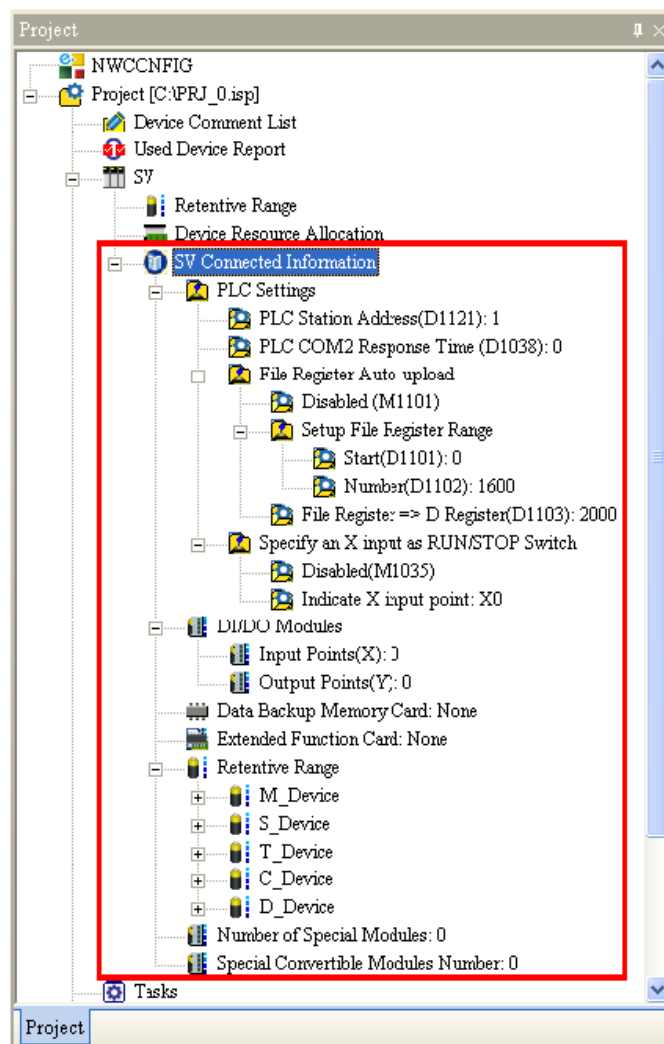 Project
NWCCNFIG
Project [C:\PRJ_0.isp]
Device Comment List
Used Device Report
SV
Retentive Range
Device Resource Allocation
SV Connected Information
PLC Settings
PLC Station Address(D1121): 1
PLC COM2 Response Time (D1038): 0
File Register Auto upload
Disabled (M1101)
Setup File Register Range
Start(D1101): 0
Number(D1102): 1600
File Register => D Register(D1103): 2000
Specify an X input as RUN/STOP Switch
Disabled(M1035)
Indicate X input point: X0
DI/DO Modules
Input Points(X): 0
Output Points(Y): 0
Data Backup Memory Card: None
Extended Function Card: None
Retentive Range
M_Device
S_Device
T_Device
C_Device
D_Device
Number of Special Modules: 0
Special Convertible Modules Number: 0
Tasks
Project